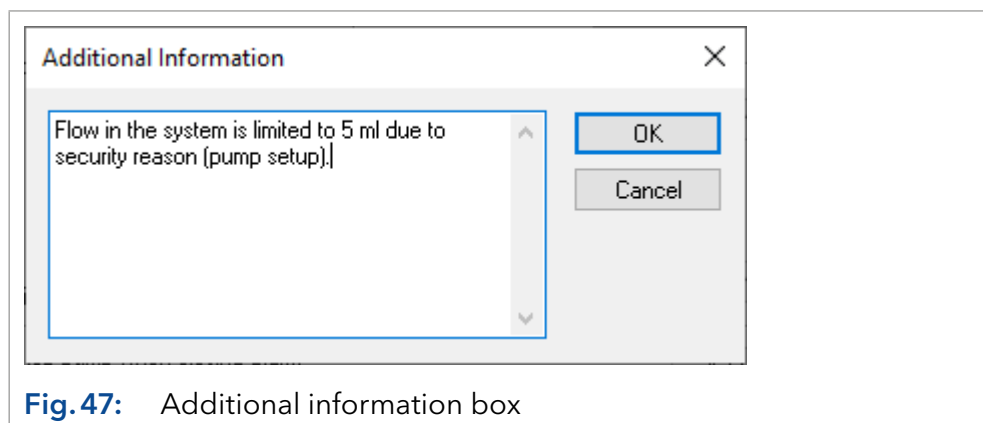 Additional Information
Flow in the system is limited to 5 ml due to
security reason (pump setup).
OK
Cancel
Fig. 47: Additional information box